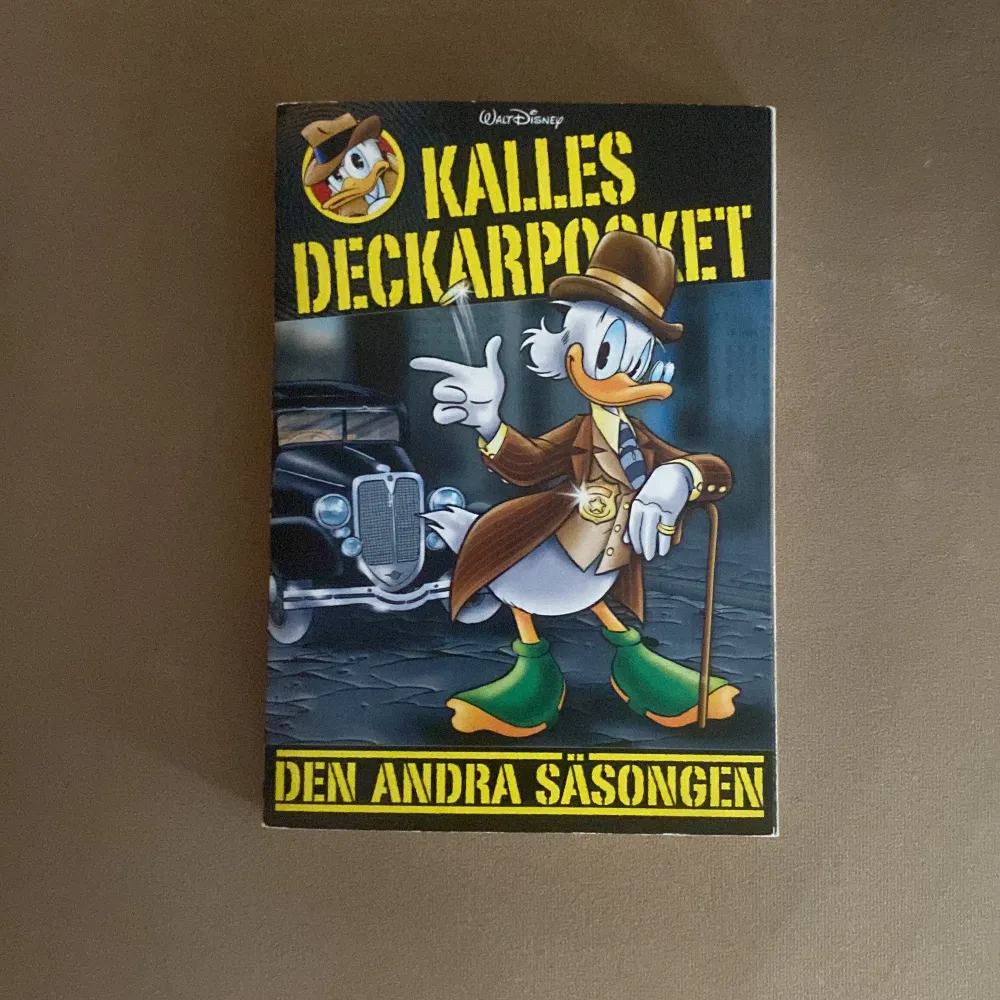 WALT DISNEY
KALLES
DECKARPOCKET
DEN ANDRA SÄSONGEN